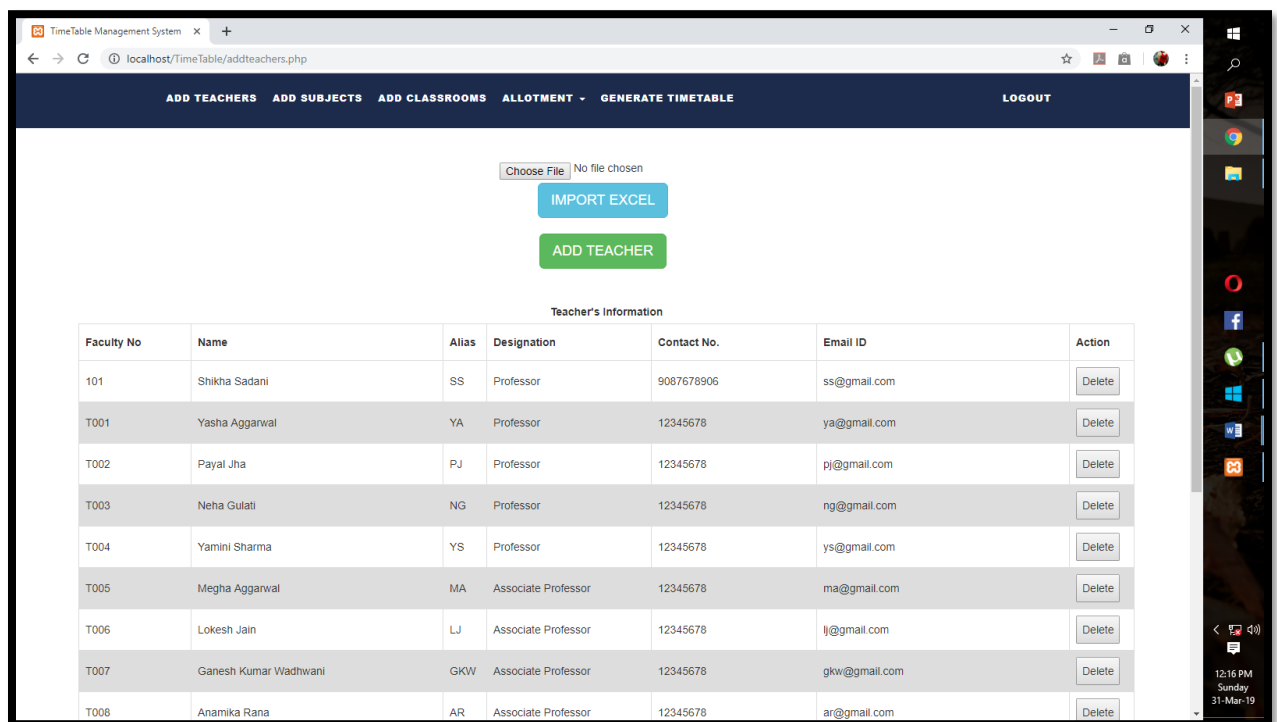 TimeTable Management System
localhost/TimeTable/addteachers.php
ADD TEACHERS ADD SUBJECTS ADD CLASSROOMS ALLOTMENT GENERATE TIMETABLE LOGOUT
Choose File No file chosen
IMPORT EXCEL
ADD TEACHER
Teacher's Information
Faculty No Name Alias Designation Contact No. Email ID Action
101 Shikha Sadani SS Professor 9087678906 ss@gmail.com Delete
T001 Yasha Aggarwal YA Professor 12345678 ya@gmail.com Delete
T002 Payal Jha PJ Professor 12345678 pj@gmail.com Delete
T003 Neha Gulati NG Professor 12345678 ng@gmail.com Delete
T004 Yamini Sharma YS Professor 12345678 ys@gmail.com Delete
T005 Megha Aggarwal MA Associate Professor 12345678 ma@gmail.com Delete
T006 Lokesh Jain LJ Associate Professor 12345678 lj@gmail.com Delete
T007 Ganesh Kumar Wadhwani GKW Associate Professor 12345678 gkw@gmail.com Delete
T008 Anamika Rana AR Associate Professor 12345678 ar@gmail.com Delete
12:16 PM
Sunday
31-Mar-19